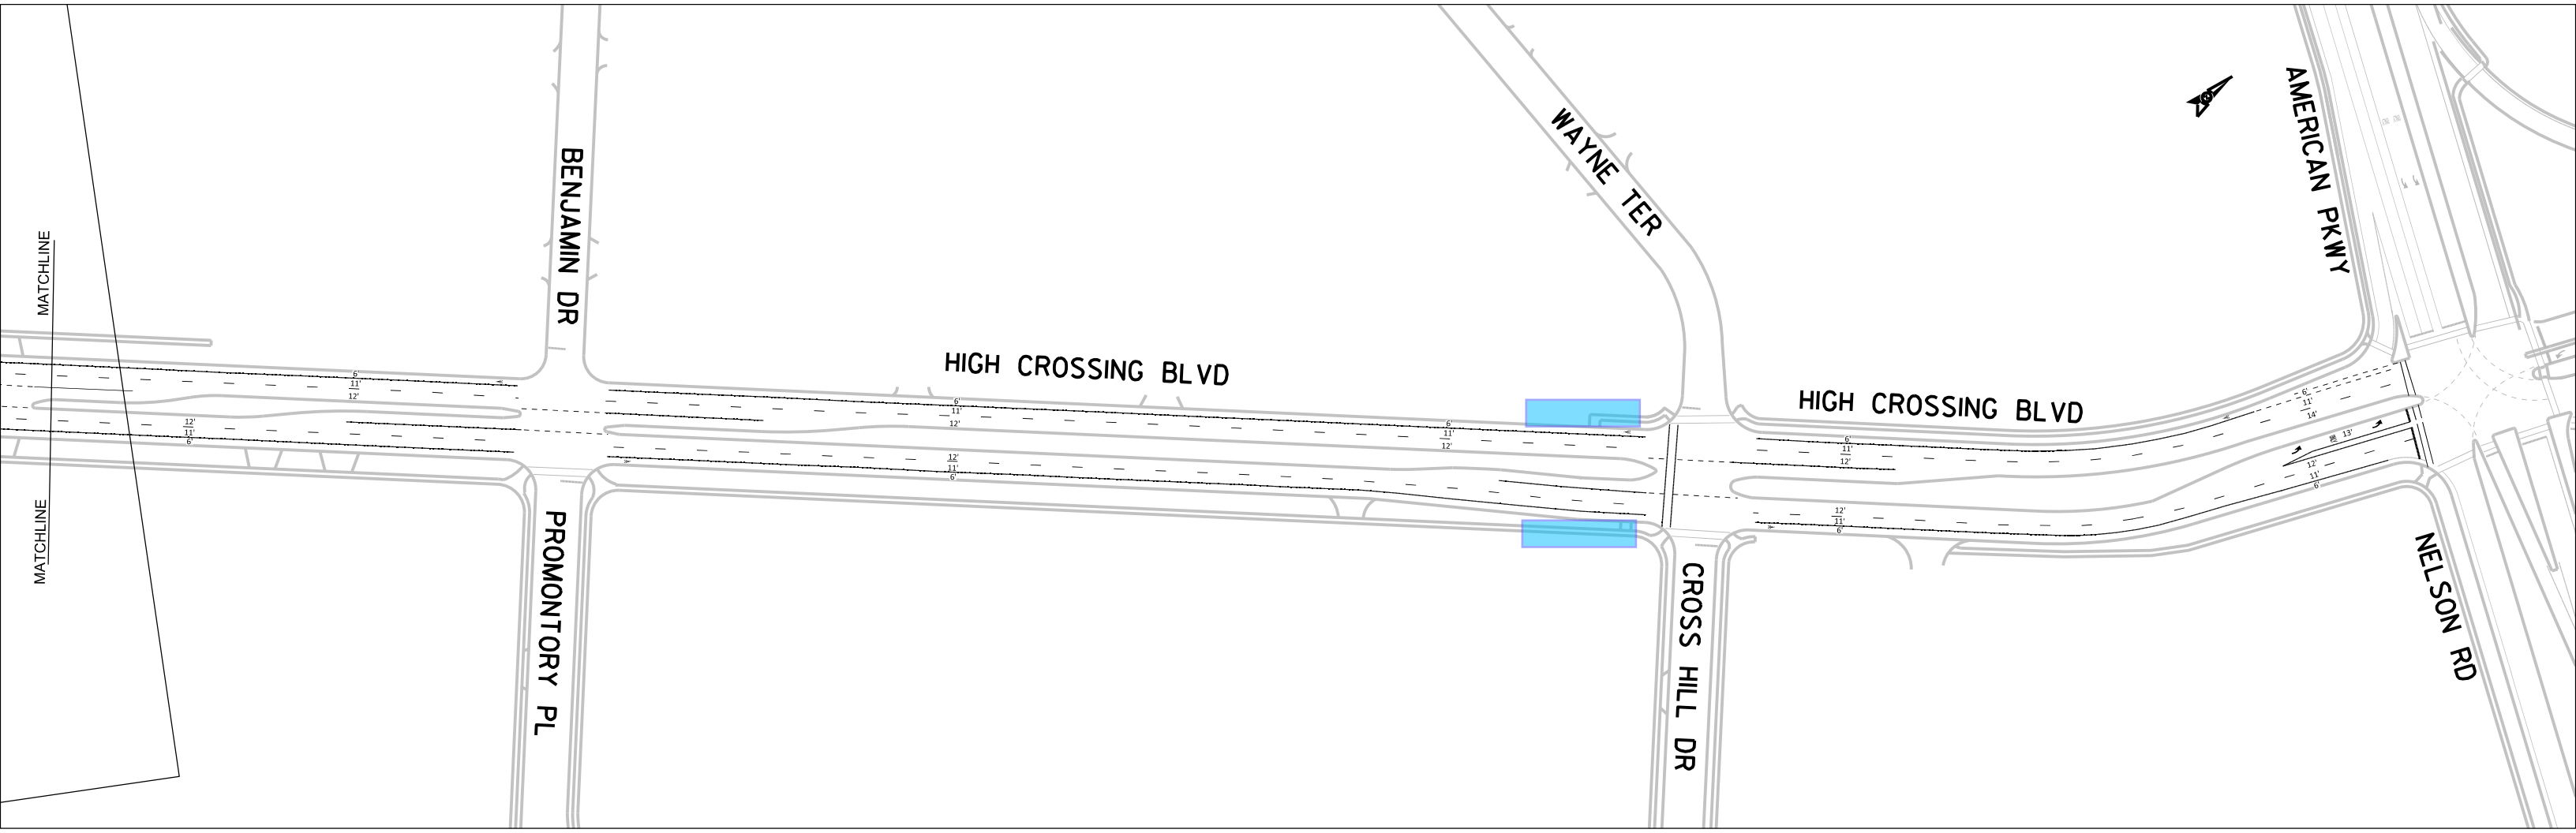 BENJAMIN DR
WAYNE TER
AMERICAN PKWY
MATCHLINE
MATCHLINE
HIGH CROSSING BLVD
HIGH CROSSING BLVD
PROMONTORY PL
CROSS HILL DR
NELSON RD
6'
11'
12'
12'
11'
6'
6'
11'
12'
12'
11'
6'
6'
11'
12'
6'
11'
12'
12'
11'
6'
6'
11'
14'
13'
12'
11'
6'